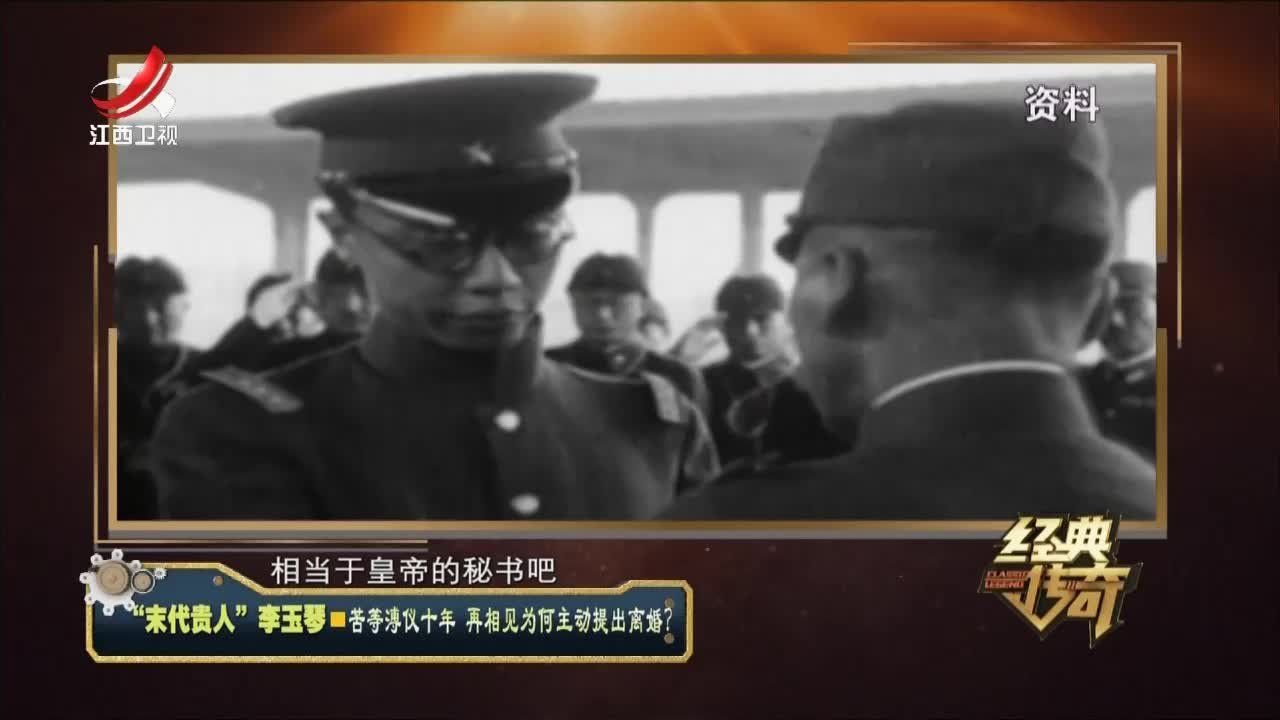 资料
江西卫视
相当于皇帝的秘书吧
“末代贵人”李玉琴■苦等溥仪十年 再相见为何主动提出离婚?
经典
CLASSIC
LEGEND
传奇